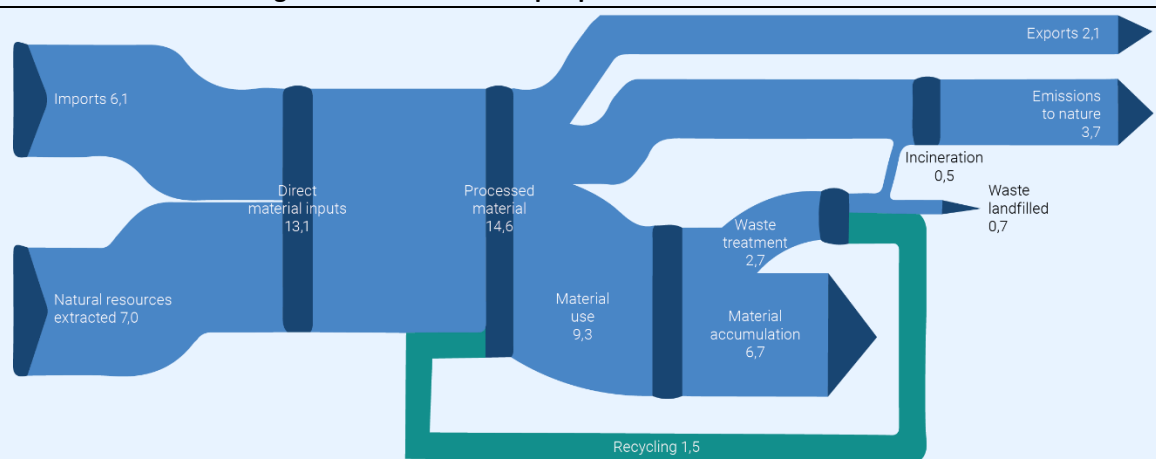 Exports 2,1
Imports 6,1
Emissions
to nature
3,7
Incineration
0,5
Direct
material inputs
13,1
Processed
material
14,6
Waste
landfilled
0,7
Waste
treatment
2,7
Natural resources
extracted 7,0
Material
use
9,3
Material
accumulation
6,7
Recycling 1,5